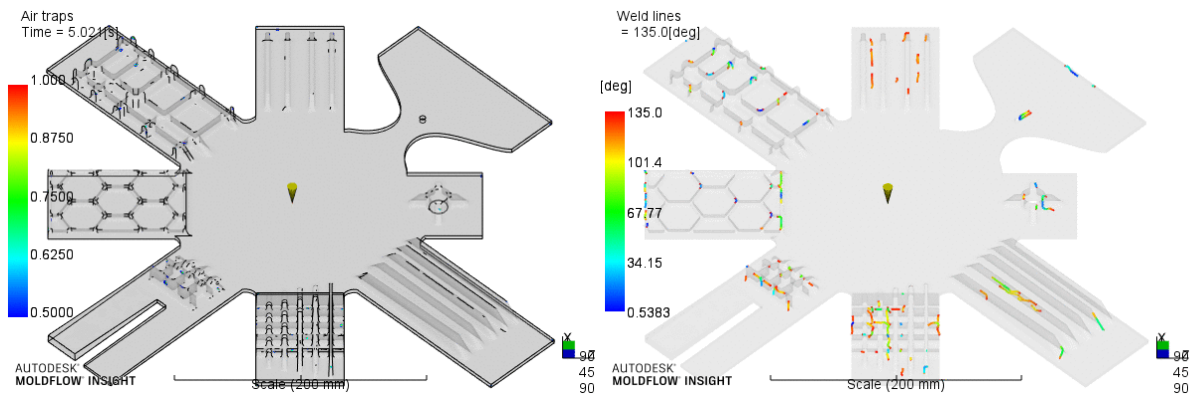 Air traps
Time = 5.021[s]
1.000
0.8750
0.7500
0.6250
0.5000
AUTODESK
MOLDFLOW INSIGHT
Scale (200 mm)
90
45
90
Weld lines
= 135.0[deg]
[deg]
135.0
101.4
67.77
34.15
0.5383
AUTODESK
MOLDFLOW INSIGHT
Scale (200 mm)
90
45
90